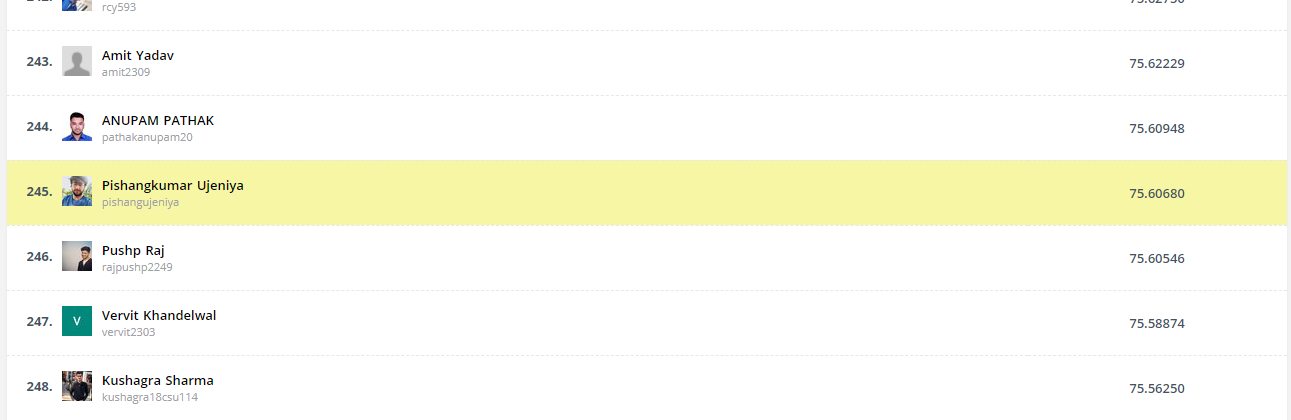 rcy593
243.
Amit Yadav
75.62229
amit2309
244.
ANUPAM PATHAK
75.60948
pathakanupam20
245.
Pishangkumar Ujeniya
75.60680
pishangujeniya
246.
Pushp Raj
75.60546
rajpushp2249
247.
V
Vervit Khandelwal
75.58874
vervit2303
248.
Kushagra Sharma
75.56250
kushagra18csu114